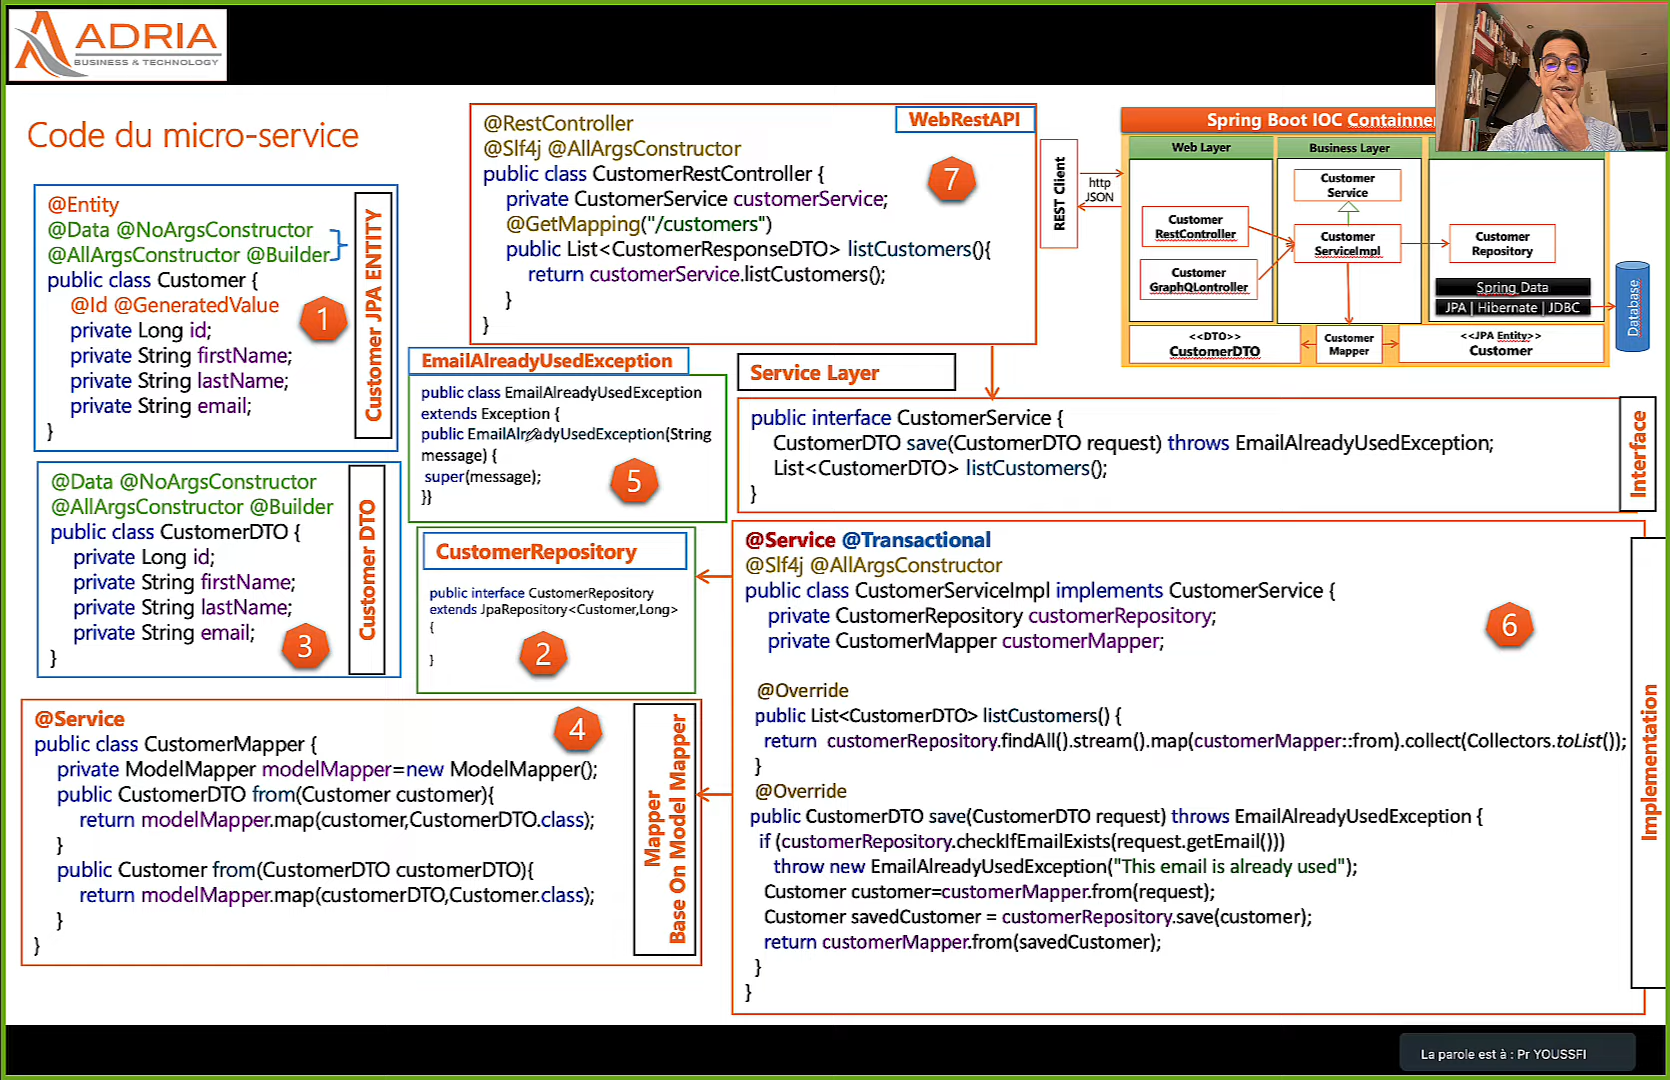 ADRIA
BUSINESS & TECHNOLOGY
Code du micro-service
@Entity
@Data @NoArgsConstructor
@AllArgsConstructor @Builder
public class Customer {
@Id @GeneratedValue
private Long id;
private String firstName;
private String lastName;
private String email;
}
1
Customer JPA ENTITY
@Data @NoArgsConstructor
@AllArgsConstructor @Builder
public class CustomerDTO {
private Long id;
private String firstName;
private String lastName;
private String email;
}
3
Customer DTO
@Service
public class CustomerMapper {
private ModelMapper modelMapper=new ModelMapper();
public CustomerDTO from(Customer customer){
return modelMapper.map(customer,CustomerDTO.class);
}
public Customer from(CustomerDTO customerDTO){
return modelMapper.map(customerDTO,Customer.class);
}
}
4
Mapper
Base On Model Mapper
WebRestAPI
@RestController
@Slf4j @AllArgsConstructor
public class CustomerRestController {
private CustomerService customerService;
@GetMapping("/customers")
public List<CustomerResponseDTO> listCustomers(){
return customerService.listCustomers();
}
}
7
EmailAlreadyUsedException
public class EmailAlreadyUsedException
extends Exception {
public EmailAlreadyUsedException(String
message) {
super(message);
}}
5
CustomerRepository
public interface CustomerRepository
extends JpaRepository<Customer,Long>
{
}
2
REST Client
http
JSON
Spring Boot IOC Containner
Web Layer
Business Layer
Customer
RestController
Customer
GraphQLontroller
Customer
Service
Customer
ServiceImpl
Customer
Repository
Spring Data
JPA | Hibernate | JDBC
Database
<<DTO>>
CustomerDTO
Customer
Mapper
<<JPA Entity>>
Customer
Service Layer
public interface CustomerService {
CustomerDTO save(CustomerDTO request) throws EmailAlreadyUsedException;
List<CustomerDTO> listCustomers();
}
Interface
@Service @Transactional
@Slf4j @AllArgsConstructor
public class CustomerServiceImpl implements CustomerService {
private CustomerRepository customerRepository;
private CustomerMapper customerMapper;
@Override
public List<CustomerDTO> listCustomers() {
return customerRepository.findAll().stream().map(customerMapper::from).collect(Collectors.toList());
}
@Override
public CustomerDTO save(CustomerDTO request) throws EmailAlreadyUsedException {
if (customerRepository.checkIfEmailExists(request.getEmail()))
throw new EmailAlreadyUsedException("This email is already used");
Customer customer=customerMapper.from(request);
Customer savedCustomer = customerRepository.save(customer);
return customerMapper.from(savedCustomer);
}
}
6
Implementation
La parole est à : Pr YOUSSFI